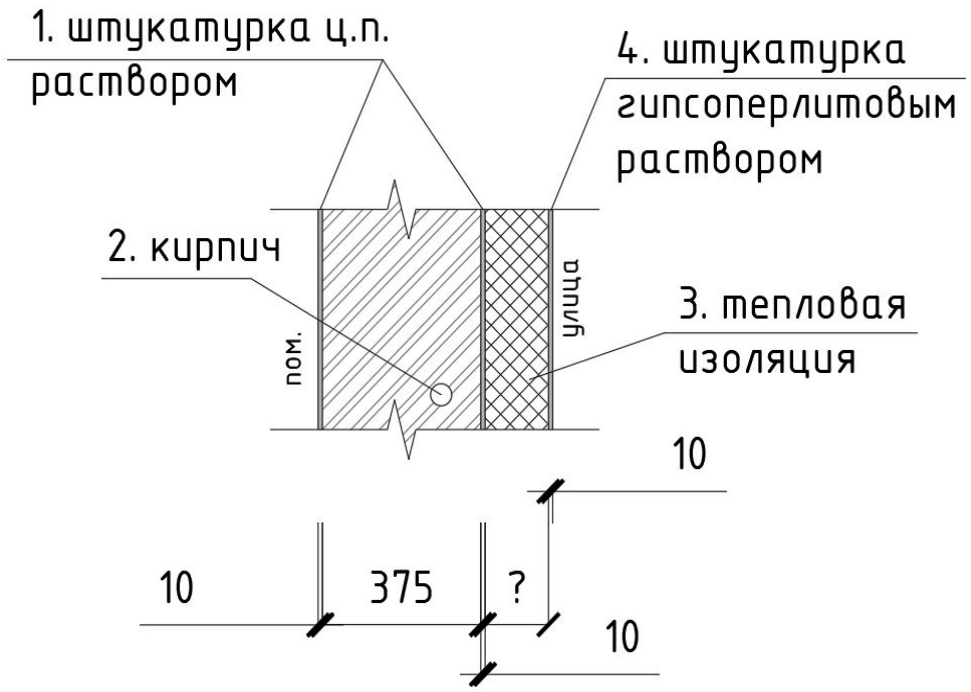 1. штукатурка ц.п.
раствором
4. штукатурка
гипсоперлитовым
раствором
2. кирпич
пом.
улица
3. тепловая
изоляция
10
10
375
?
10